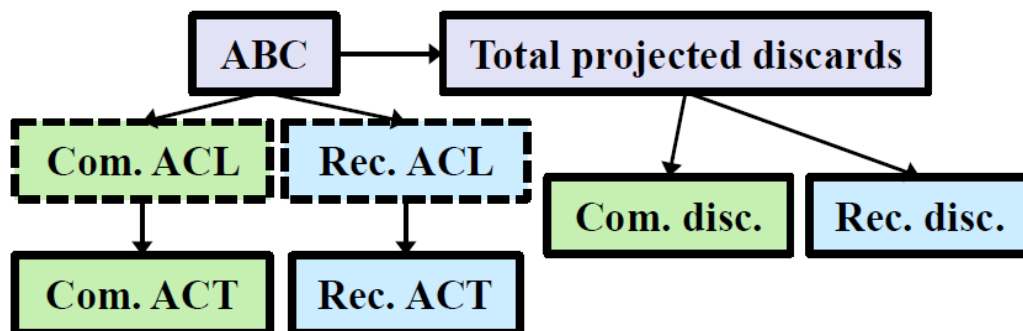 ABC
Total projected discards
Com. ACL
Rec. ACL
Com. disc.
Rec. disc.
Com. ACT
Rec. ACT